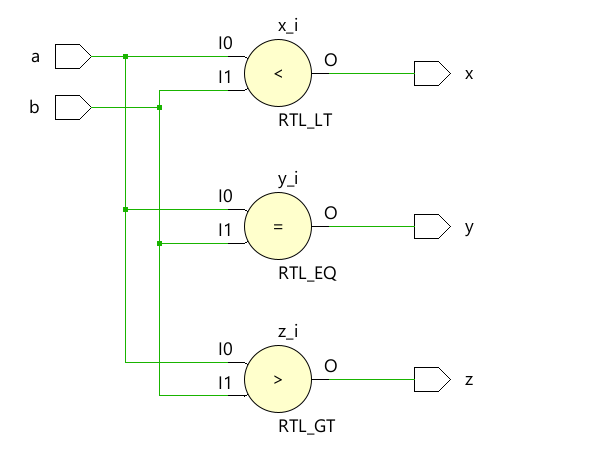 x_i
a
I0
O
I1
<
x
b
RTL_LT
y_i
I0
O
I1
=
y
RTL_EQ
z_i
I0
O
I1
>
z
RTL_GT